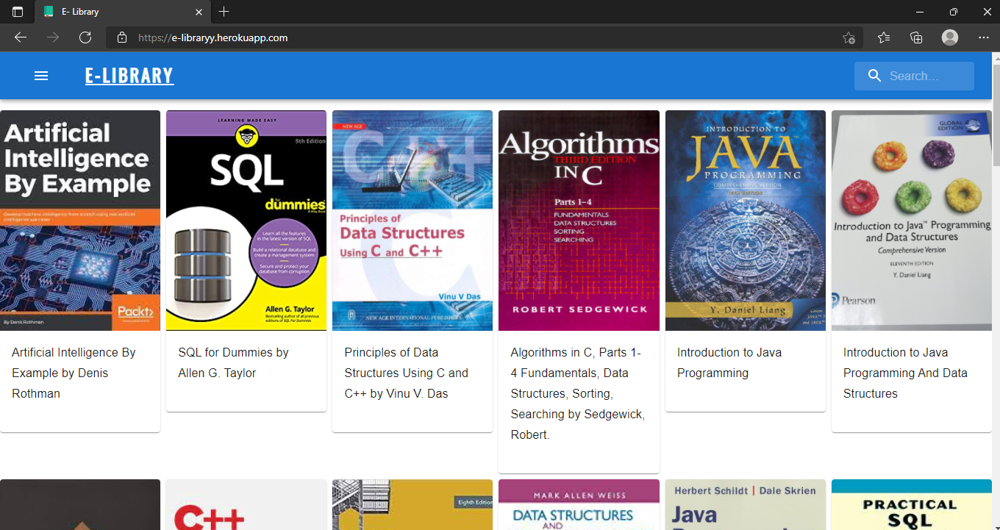 E- Library
https://e-libraryy.herokuapp.com
E-LIBRARY
Search...
Artificial
Intelligence
By Example
Develop machine intelligence from scratch using real artificial
intelligence use cases
Packt>
By Denis Rothman
LEARNING MADE EASY
9th Edition
SQL
for
dummies
A Wiley Brand
Learn all the features
in the latest version of SQL
Build a relational database and
create a management system
Secure and protect your
database from corruption
Allen G. Taylor
Bestselling author of all previous
editions of SQL For Dummies
NEW AGE
C++
Principles of
Data Structures
Using C and C++
C
Vinu V Das
NEW AGE INTERNATIONAL PUBLISHERS
Algorithms
THIRD EDITION
IN C
Parts 1–4
FUNDAMENTALS
DATA STRUCTURES
SORTING
SEARCHING
ROBERT SEDGEWICK
INTRODUCTION TO
JAVA™
PROGRAMMING
COMPREHENSIVE VERSION
EDITION
Y. Daniel Liang
GLOBAL
EDITION
Introduction to Java™ Programming
and Data Structures
Comprehensive Version
ELEVENTH EDITION
Y. Daniel Liang
Pearson
Artificial Intelligence By
Example by Denis
Rothman
SQL for Dummies by
Allen G. Taylor
Principles of Data
Structures Using C and
C++ by Vinu V. Das
Algorithms in C, Parts 1-
4 Fundamentals, Data
Structures, Sorting,
Searching by Sedgewick,
Robert.
Introduction to Java
Programming
Introduction to Java
Programming And Data
Structures
C++
Eighth Edition
MARK ALLEN WEISS
DATA STRUCTURES
AND
Herbert Schildt | Dale Skrien
Java
PRACTICAL
SQL